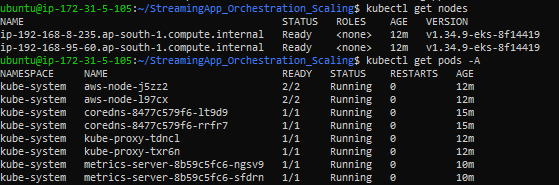 ubuntu@ip-172-31-5-105:~/StreamingApp_Orchestration_Scaling$ kubectl get nodes
NAME STATUS ROLES AGE VERSION
ip-192-168-8-235.ap-south-1.compute.internal Ready <none> 12m v1.34.9-eks-8f14419
ip-192-168-95-60.ap-south-1.compute.internal Ready <none> 12m v1.34.9-eks-8f14419
ubuntu@ip-172-31-5-105:~/StreamingApp_Orchestration_Scaling$ kubectl get pods -A
NAMESPACE NAME READY STATUS RESTARTS AGE
kube-system aws-node-j5zz2 2/2 Running 0 12m
kube-system aws-node-l97cx 2/2 Running 0 12m
kube-system coredns-8477c579f6-lt9d9 1/1 Running 0 15m
kube-system coredns-8477c579f6-rrfr7 1/1 Running 0 15m
kube-system kube-proxy-tdncl 1/1 Running 0 12m
kube-system kube-proxy-txr6n 1/1 Running 0 12m
kube-system metrics-server-8b59c5fc6-ngsv9 1/1 Running 0 10m
kube-system metrics-server-8b59c5fc6-sfdrn 1/1 Running 0 10m